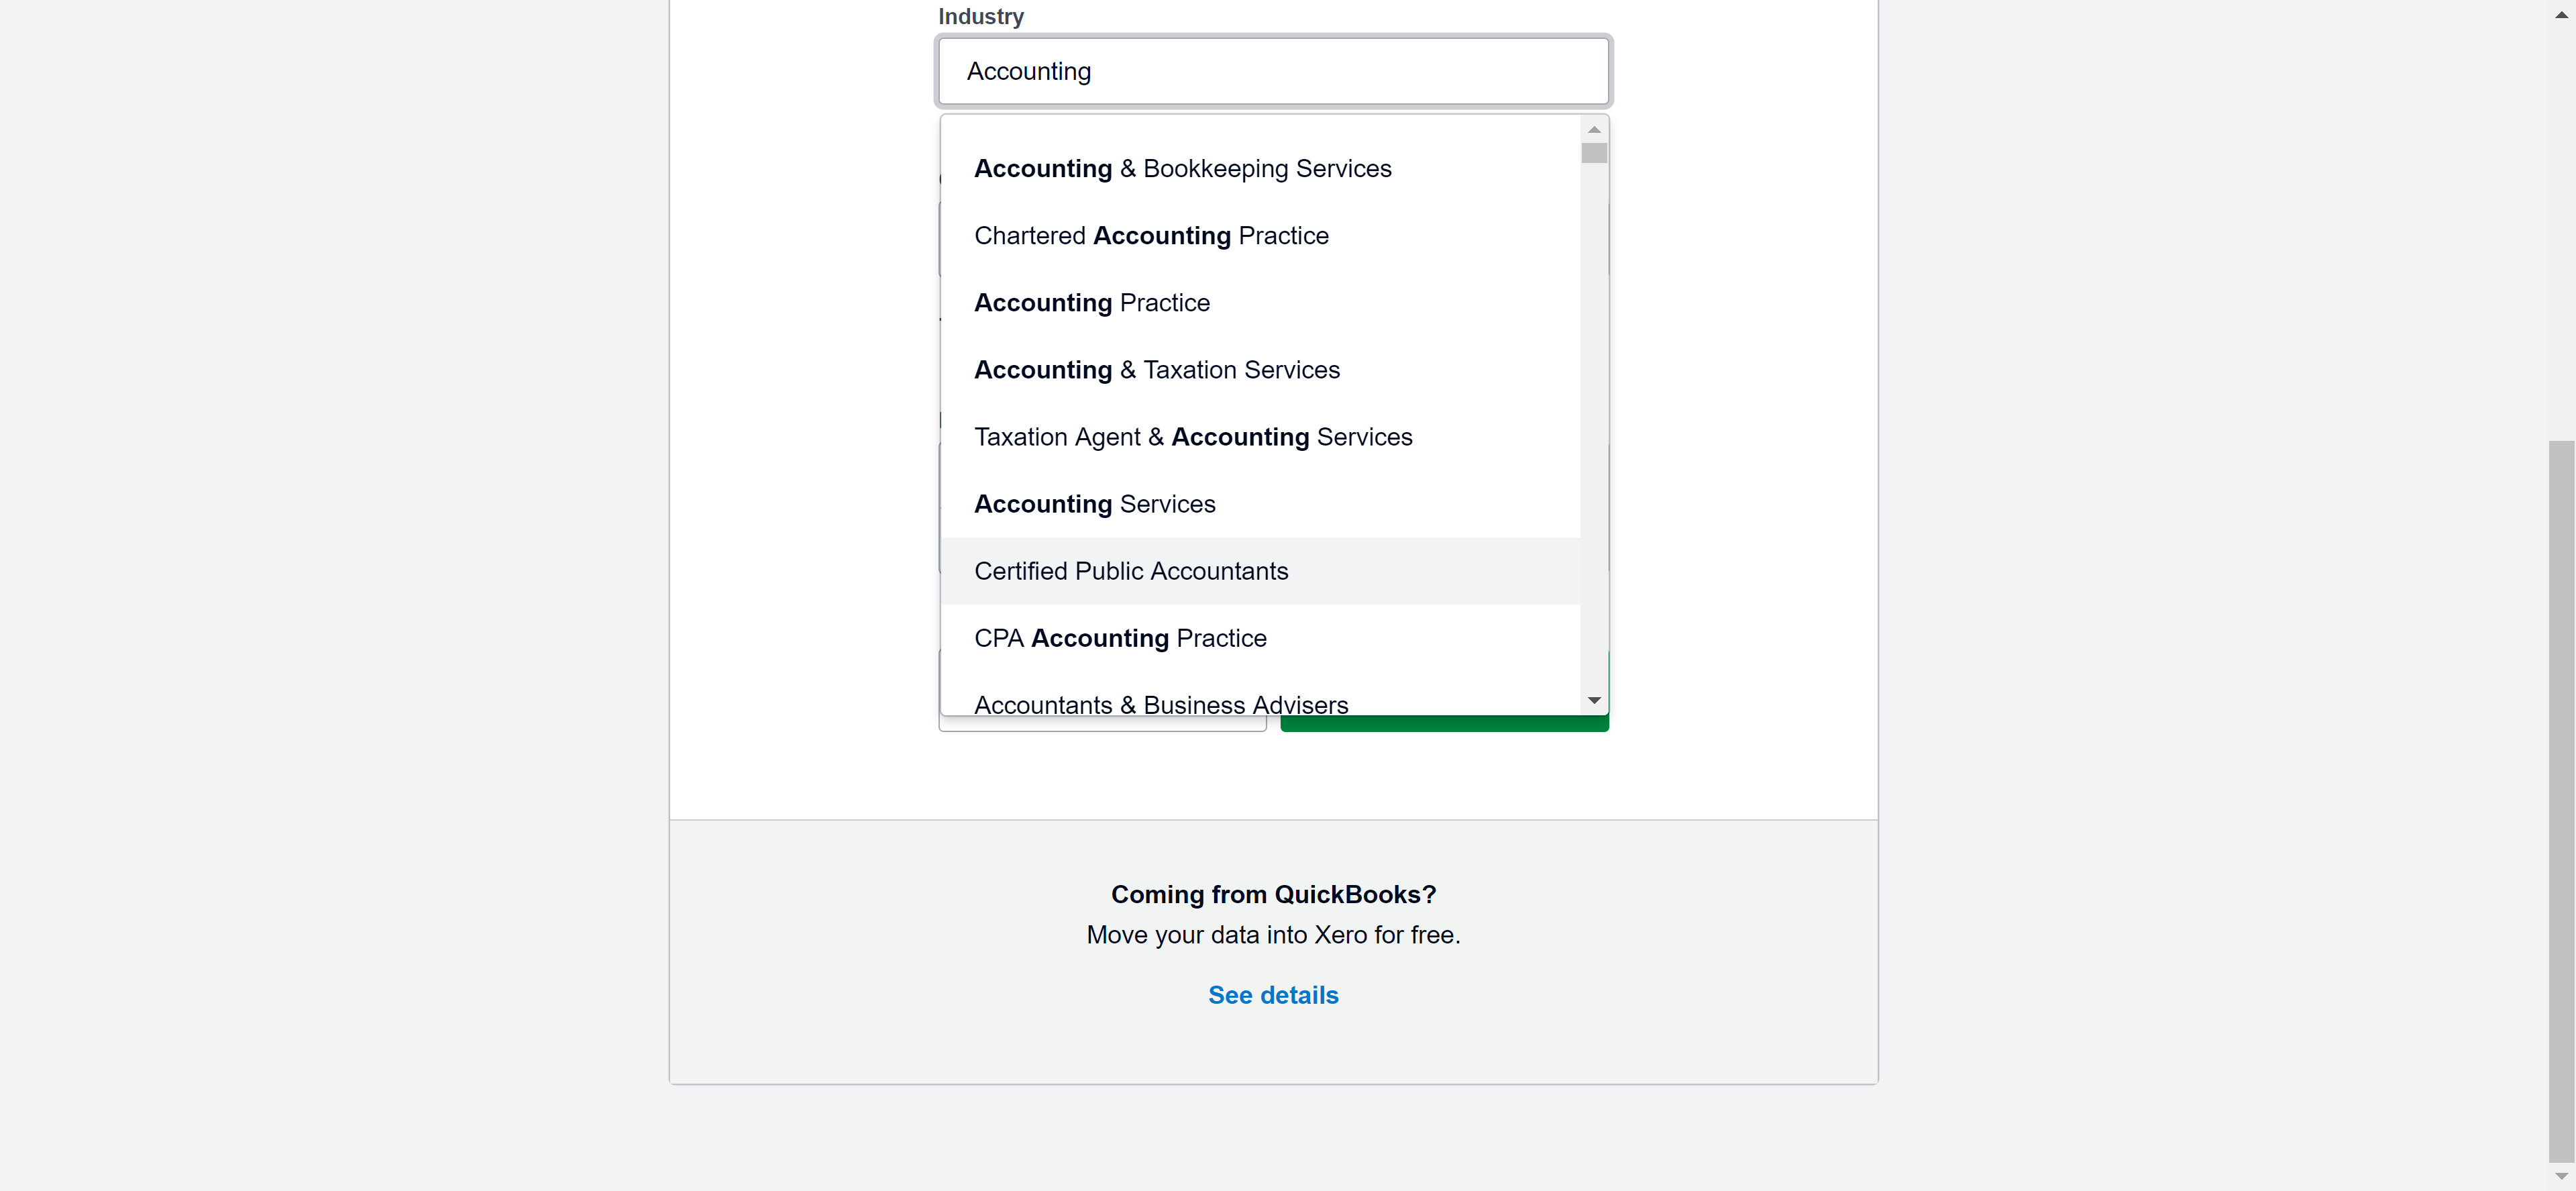 Industry
Accounting
Accounting & Bookkeeping Services
Chartered Accounting Practice
Accounting Practice
Accounting & Taxation Services
Taxation Agent & Accounting Services
Accounting Services
Certified Public Accountants
CPA Accounting Practice
Accountants & Business Advisers
Coming from QuickBooks?
Move your data into Xero for free.
See details